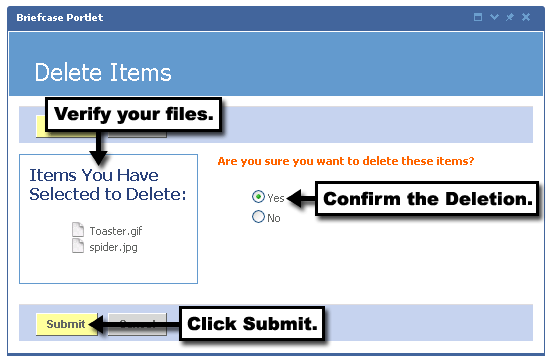 Briefcase Portlet
Delete Items
Verify your files.
Items You Have
Selected to Delete:
Toaster.gif
spider.jpg
Are you sure you want to delete these items?
Yes
Confirm the Deletion.
No
Submit
Click Submit.